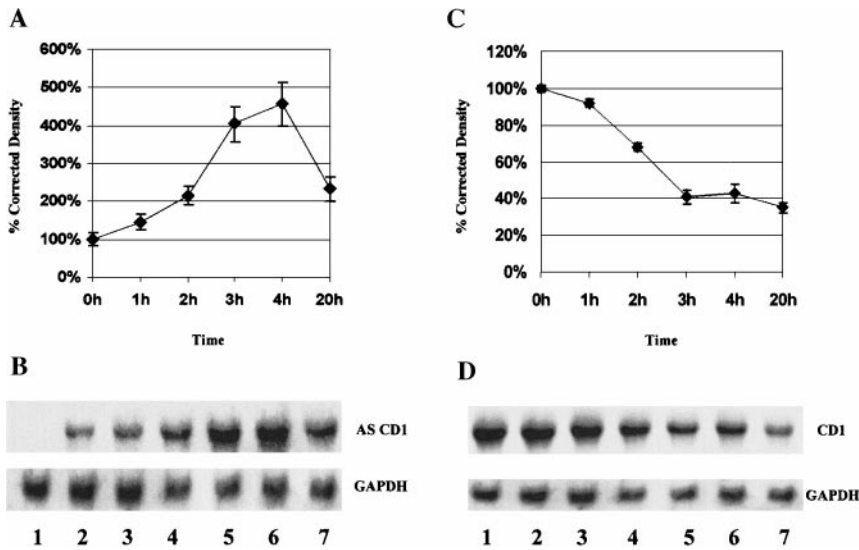 A
600%
500%
400%
300%
200%
100%
0%
% Corrected Density
0h 1h 2h 3h 4h 20h
Time
C
120%
100%
80%
60%
40%
20%
0%
% Corrected Density
0h 1h 2h 3h 4h 20h
Time
B
AS CD1
GAPDH
1 2 3 4 5 6 7
D
CD1
GAPDH
1 2 3 4 5 6 7